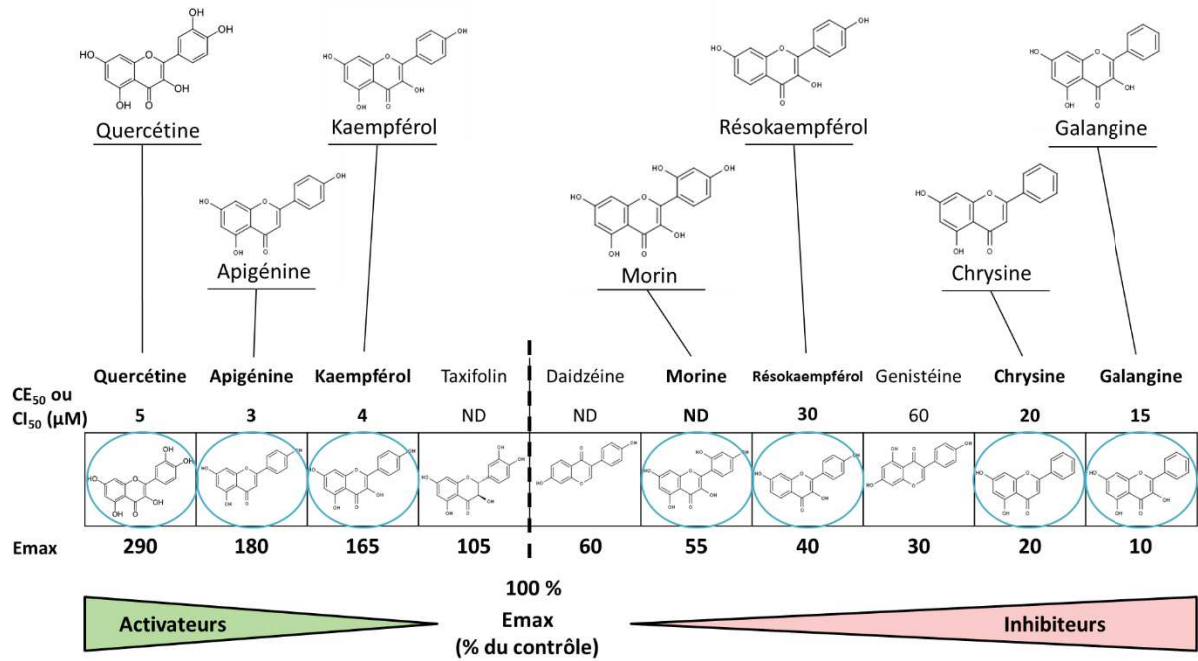 Quercétine
Kaempférol
Résokaempférol
Galangine
Apigénine
Morin
Chrysine
Quercétine Apigénine Kaempférol Taxifolin Daidzéine Morine Résokaempférol Genistéine Chrysine Galangine
CE50 ou
CI50 (µM) 5 3 4 ND ND ND 30 60 20 15
Emax 290 180 165 105 60 55 40 30 20 10
100 %
Activateurs Emax Inhibiteurs
(% du contrôle)